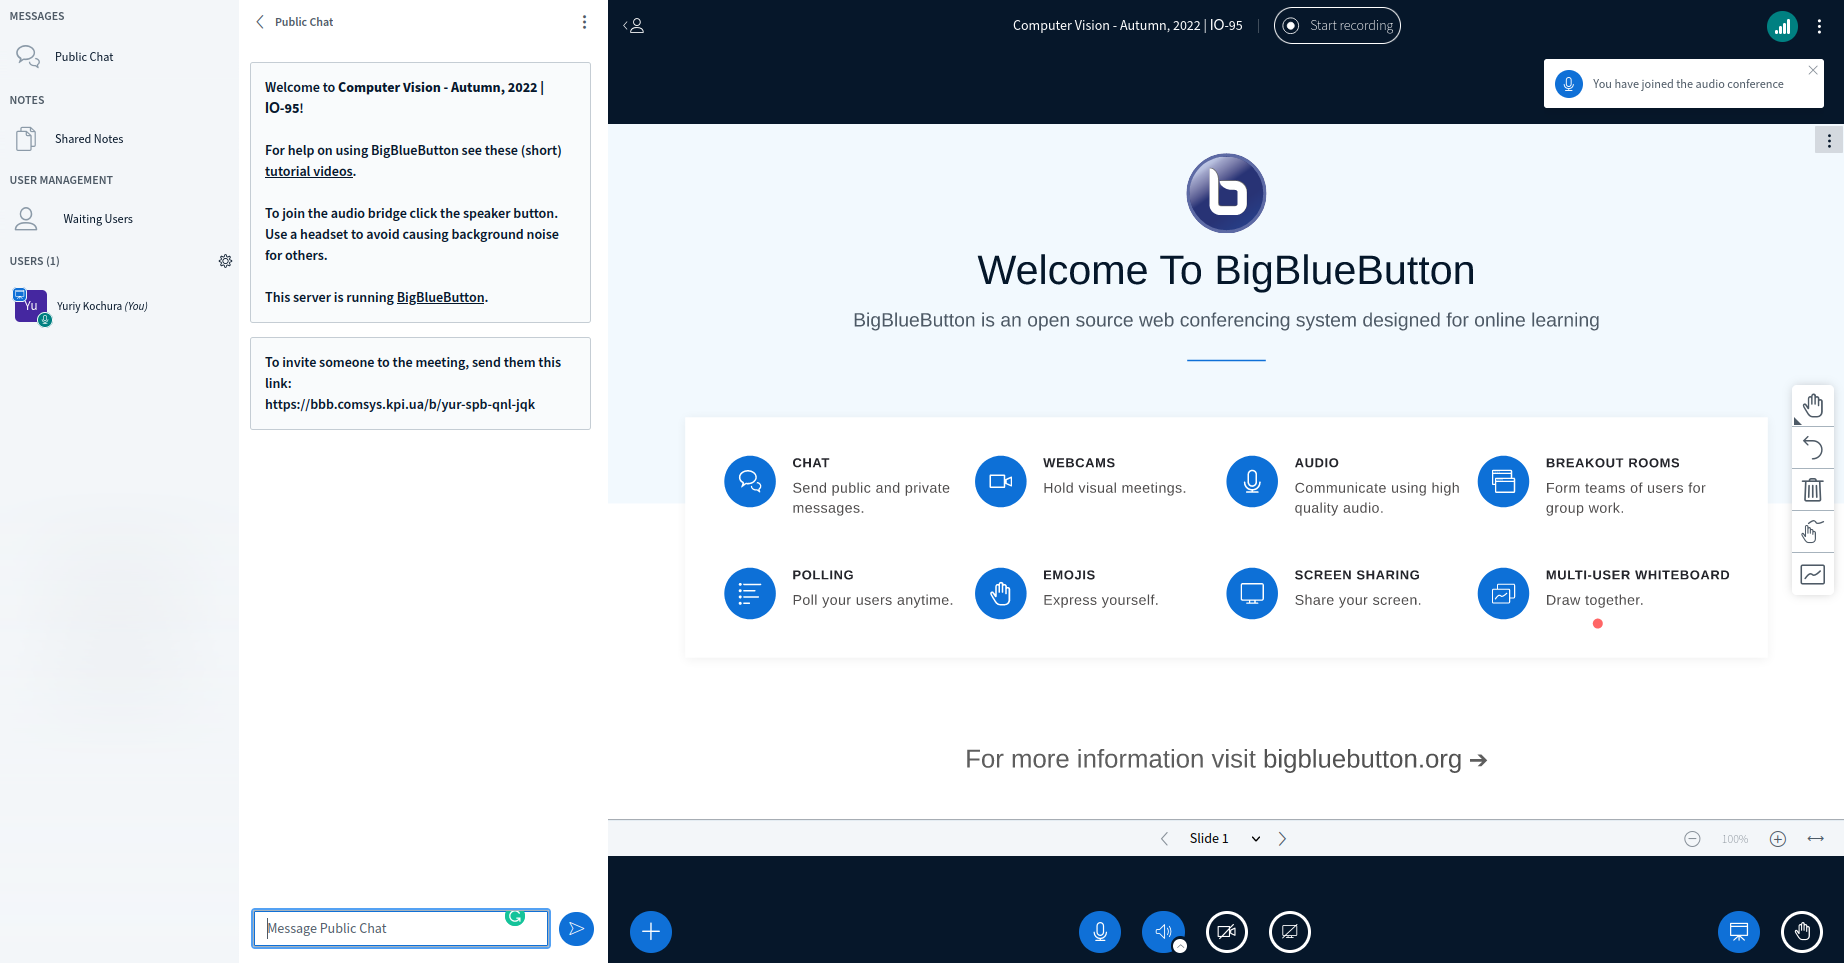 MESSAGES
Public Chat
NOTES
Shared Notes
USER MANAGEMENT
Waiting Users
USERS (1)
Yu
Yuriy Kochura (You)
Public Chat
Welcome to Computer Vision - Autumn, 2022 |
IO-95!
For help on using BigBlueButton see these (short)
tutorial videos.
To join the audio bridge click the speaker button.
Use a headset to avoid causing background noise
for others.
This server is running BigBlueButton.
To invite someone to the meeting, send them this
link:
https://bbb.comsys.kpi.ua/b/yur-spb-qnl-jqk
Message Public Chat
Computer Vision - Autumn, 2022 | IO-95
Start recording
You have joined the audio conference
Welcome To BigBlueButton
BigBlueButton is an open source web conferencing system designed for online learning
CHAT
Send public and private
messages.
WEBCAMS
Hold visual meetings.
AUDIO
Communicate using high
quality audio.
BREAKOUT ROOMS
Form teams of users for
group work.
POLLING
Poll your users anytime.
EMOJIS
Express yourself.
SCREEN SHARING
Share your screen.
MULTI-USER WHITEBOARD
Draw together.
For more information visit bigbluebutton.org ➔
Slide 1
100%